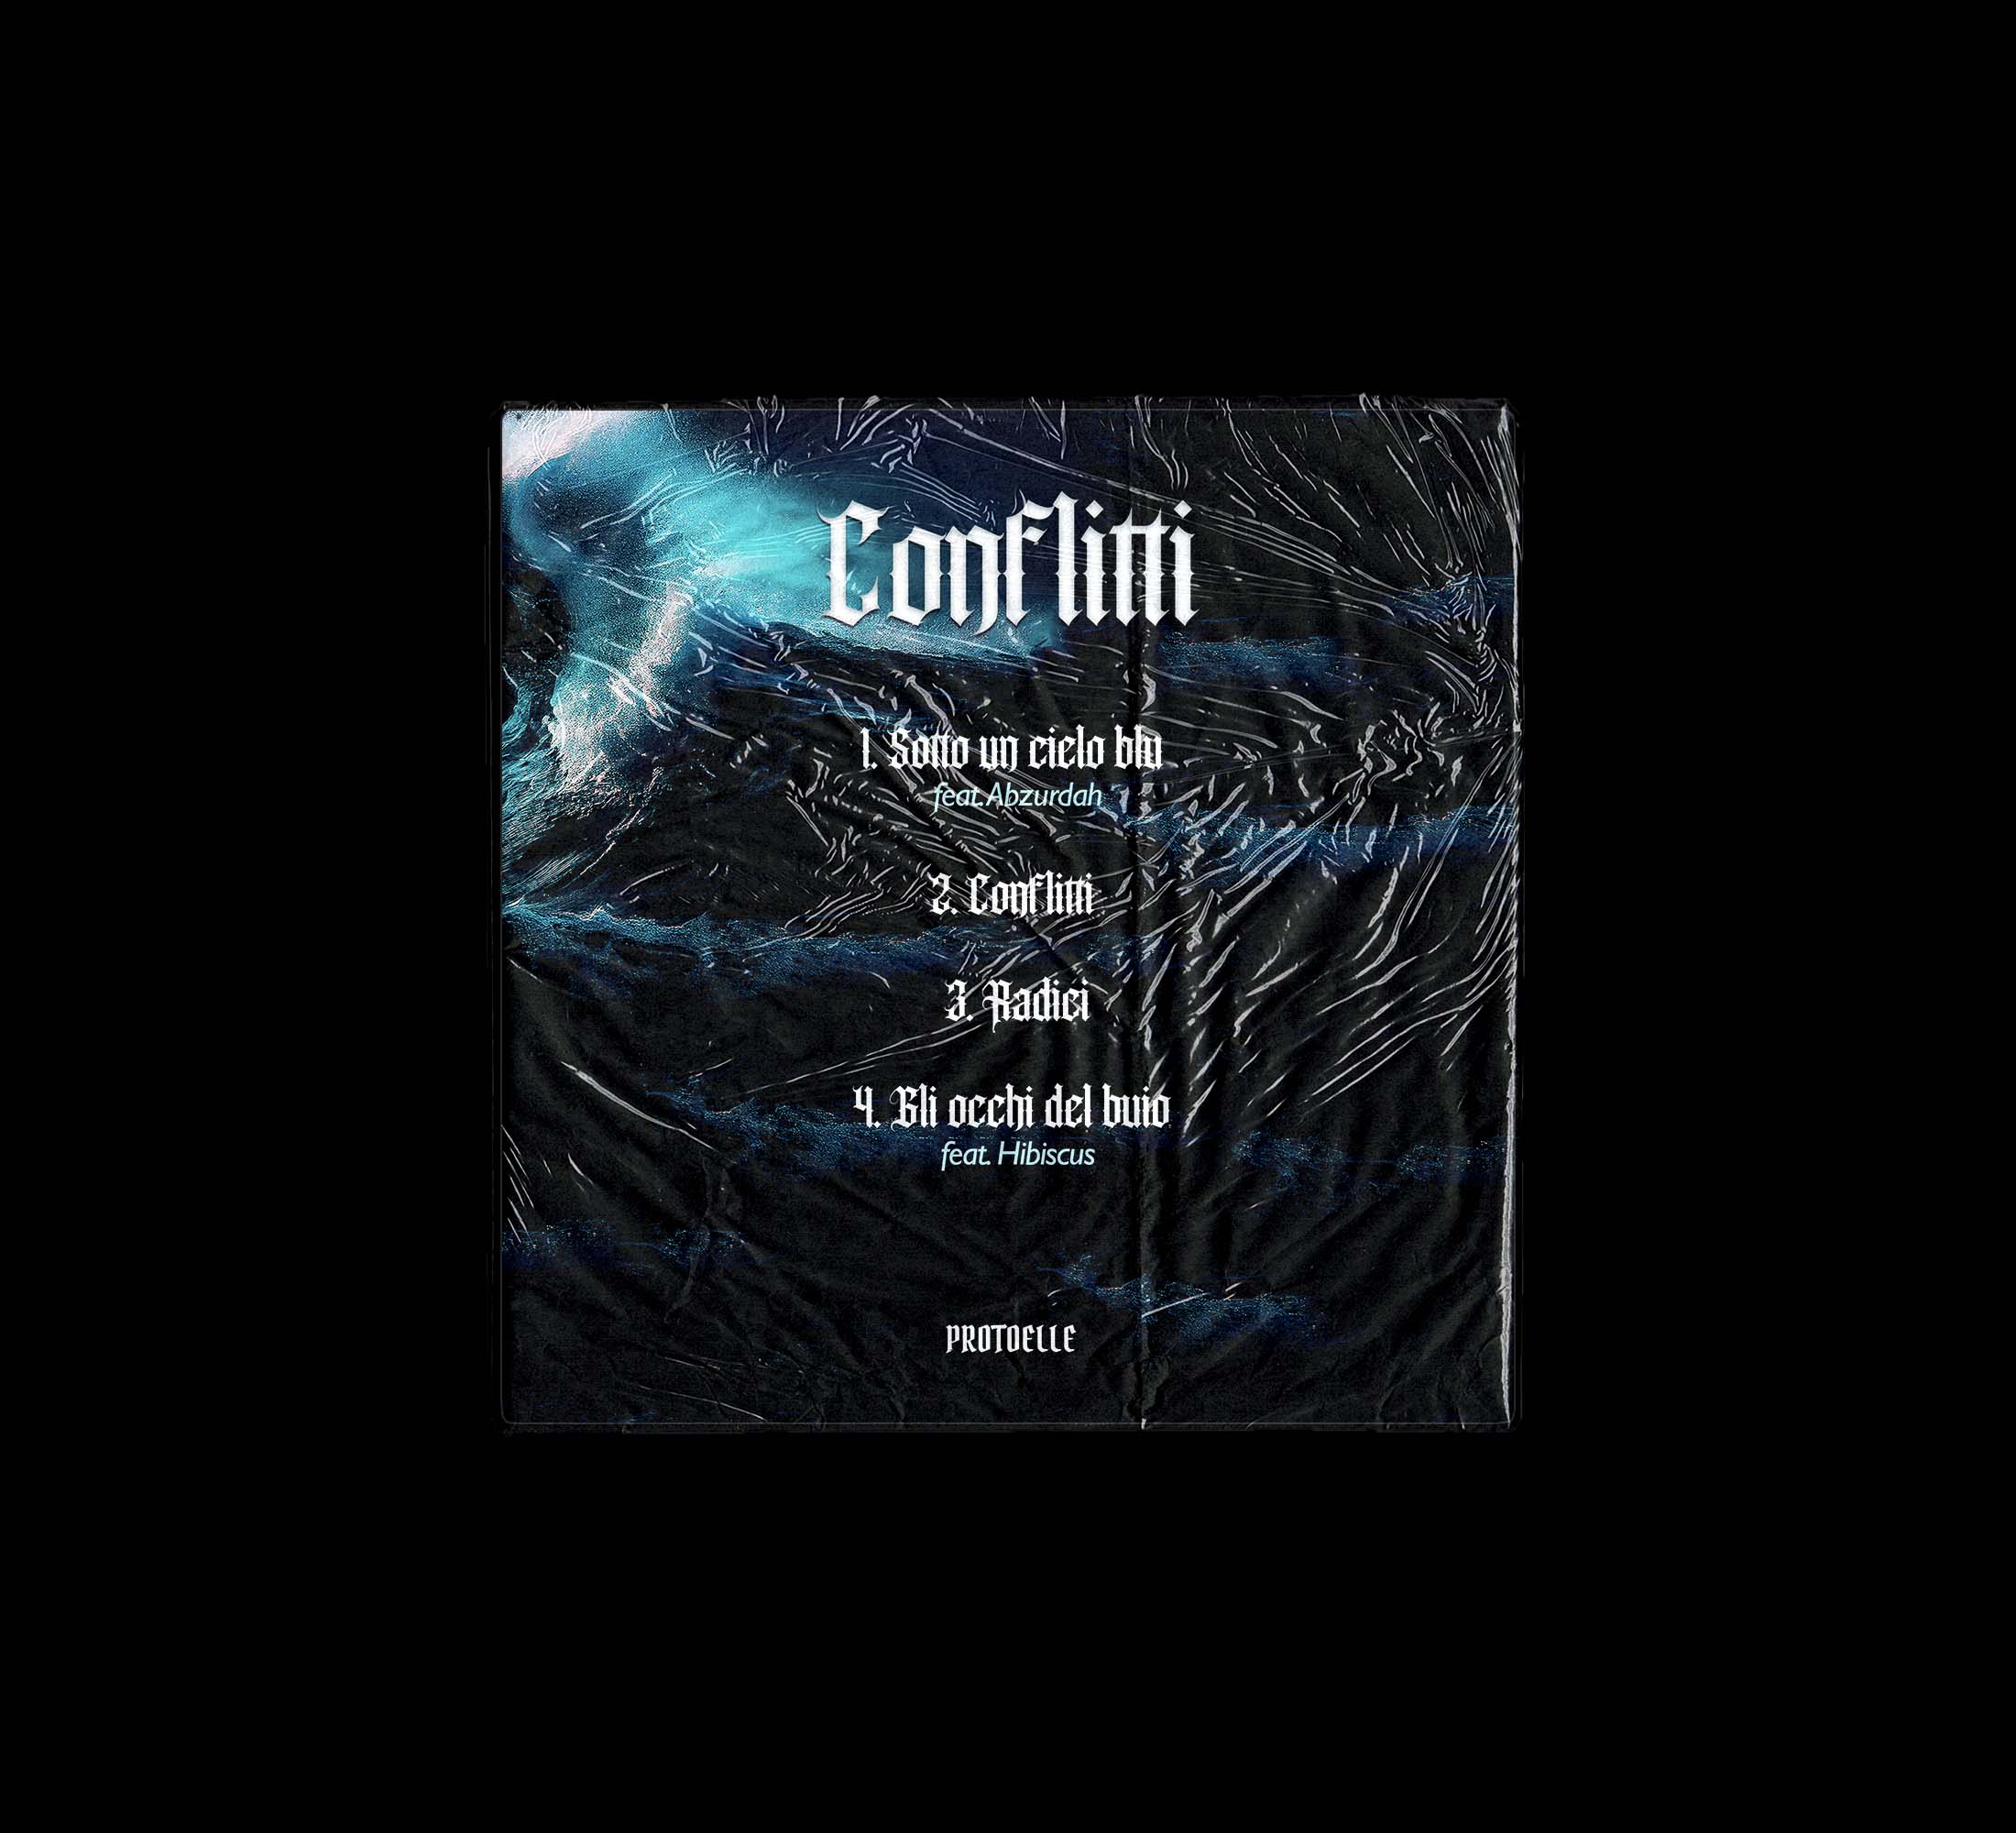 Conflitti
1. Sotto un cielo blu
feat. Abzurdah
2. Conflitti
3. Radici
4. Gli occhi del buio
feat. Hibiscus
PROTOELLE